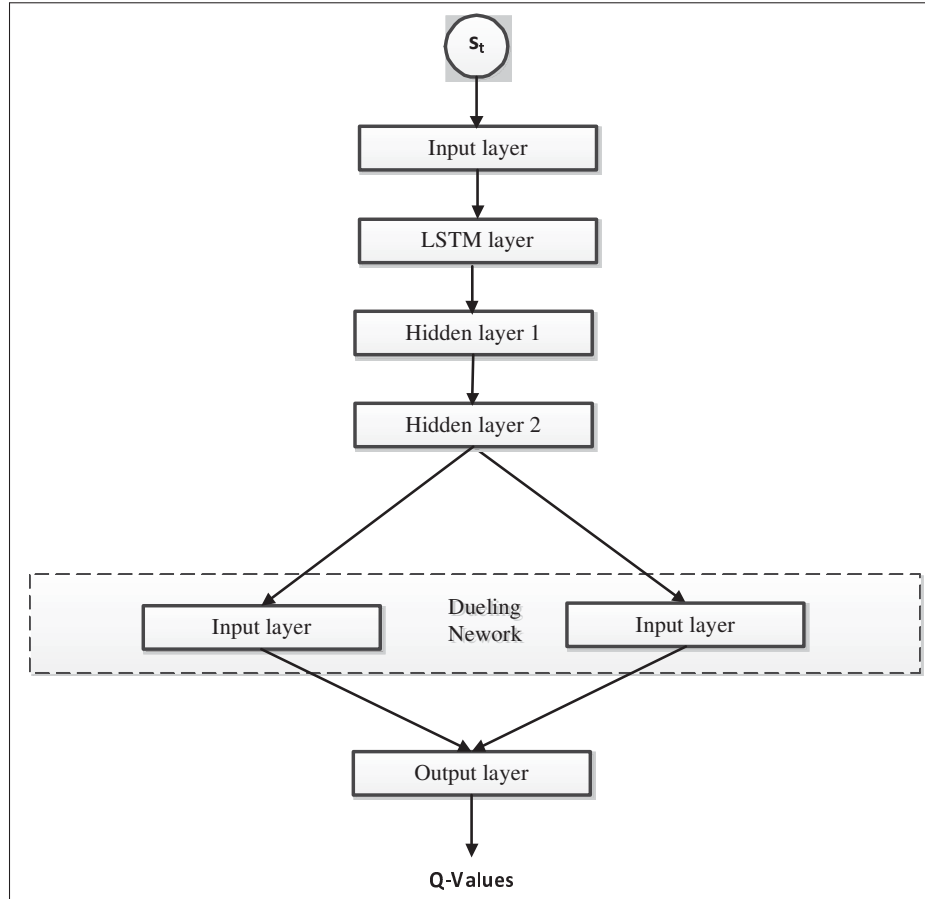 St
Input layer
LSTM layer
Hidden layer 1
Hidden layer 2
Dueling
Nework
Input layer
Input layer
Output layer
Q-Values